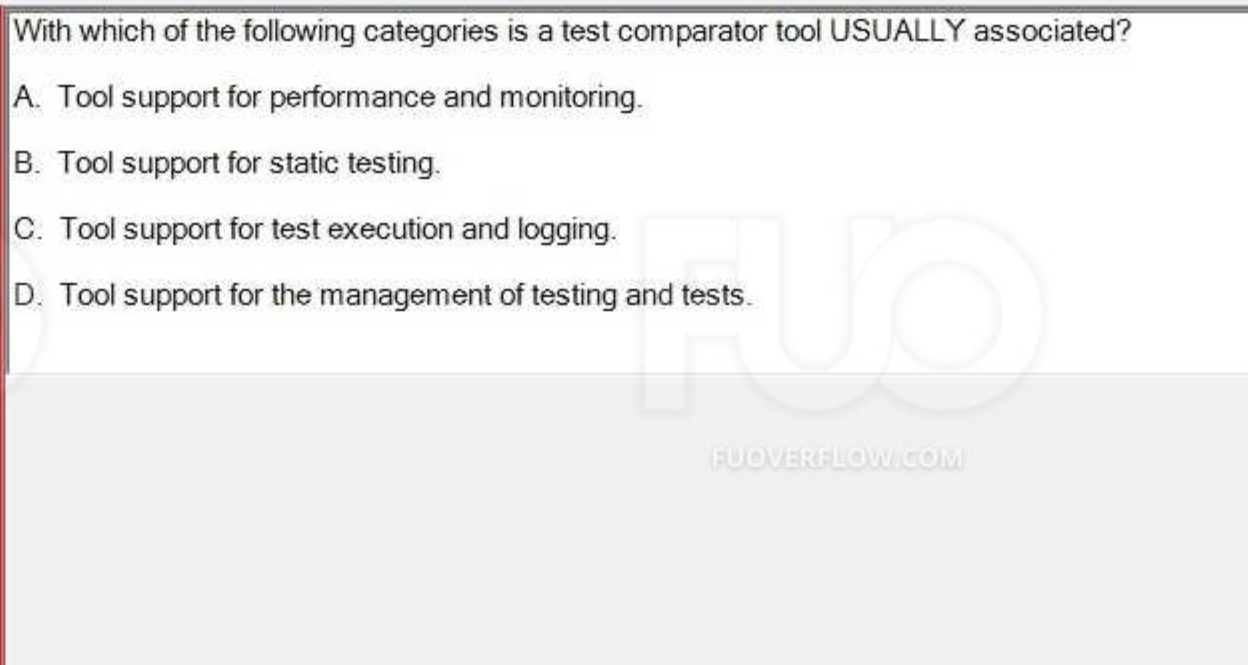 With which of the following categories is a test comparator tool USUALLY associated?
A. Tool support for performance and monitoring.
B. Tool support for static testing.
C. Tool support for test execution and logging.
D. Tool support for the management of testing and tests.
FUO
FUOVERFLOW.COM